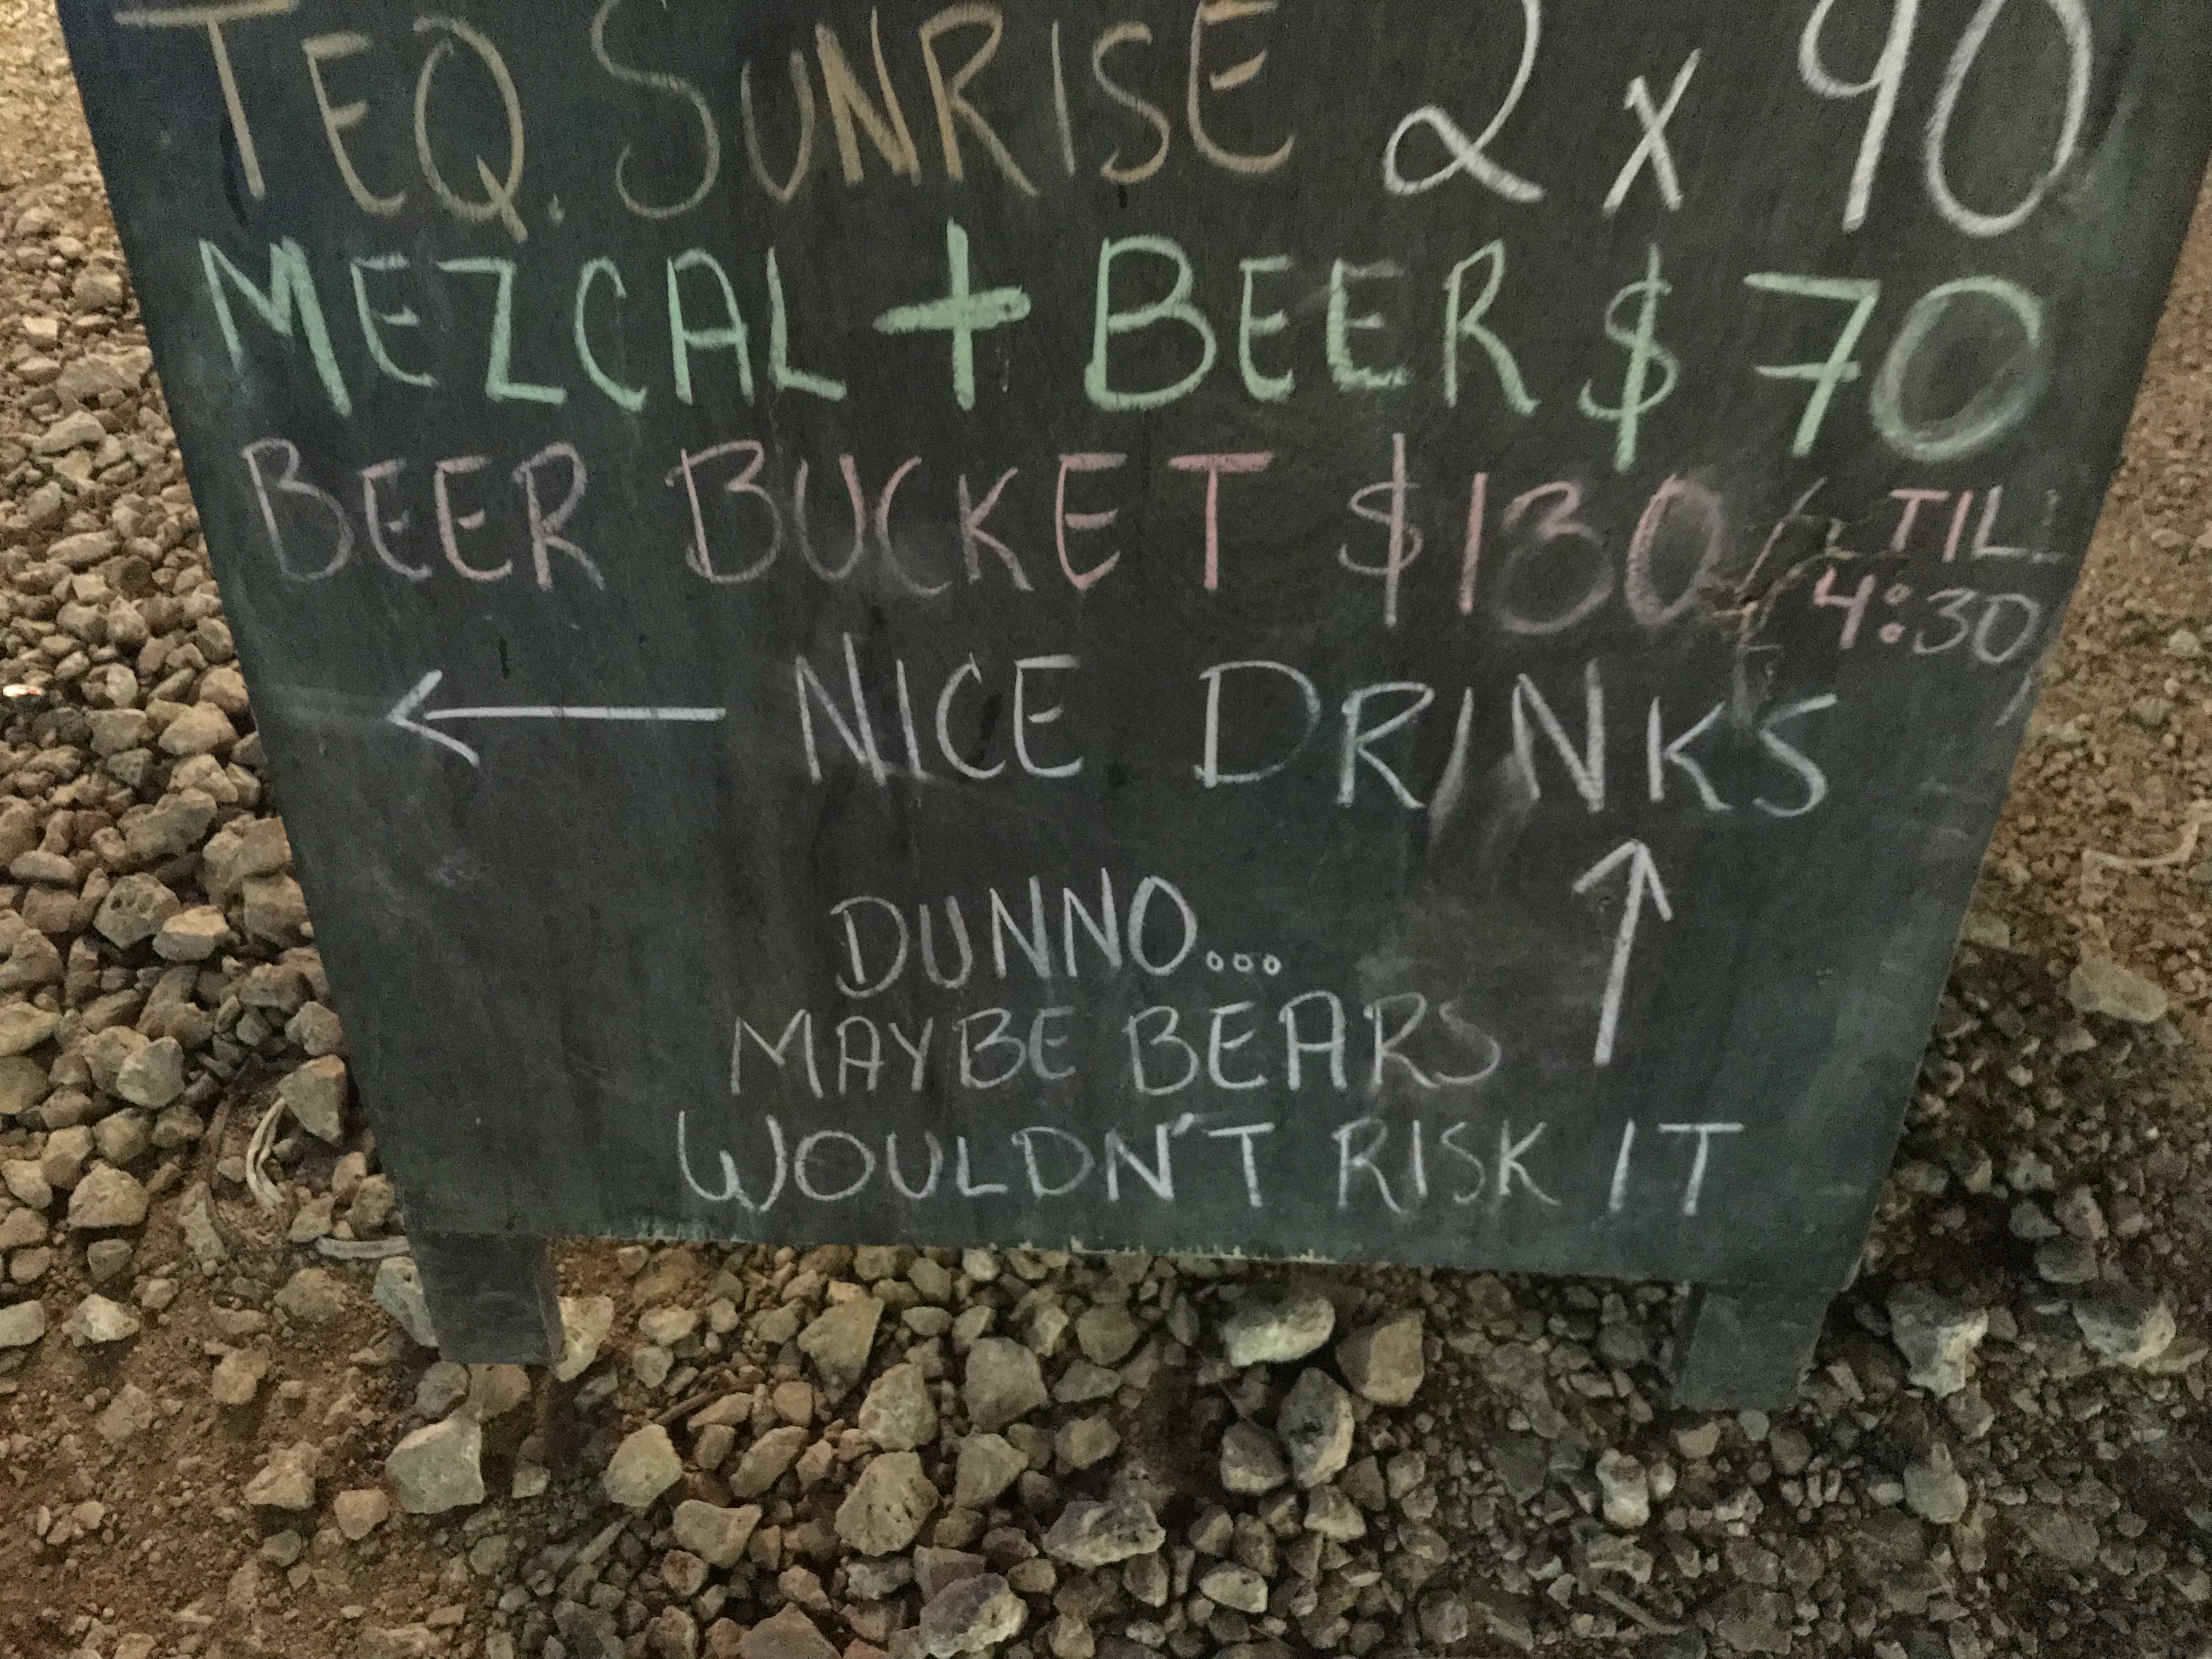 TEQ. SUNRISE 2 x 90
MEZCAL + BEER $70
BEER BUCKET $130/ TIL
4:30
← NICE DRINKS
↑
DUNNO...
MAYBE BEARS
WOULDN'T RISK IT